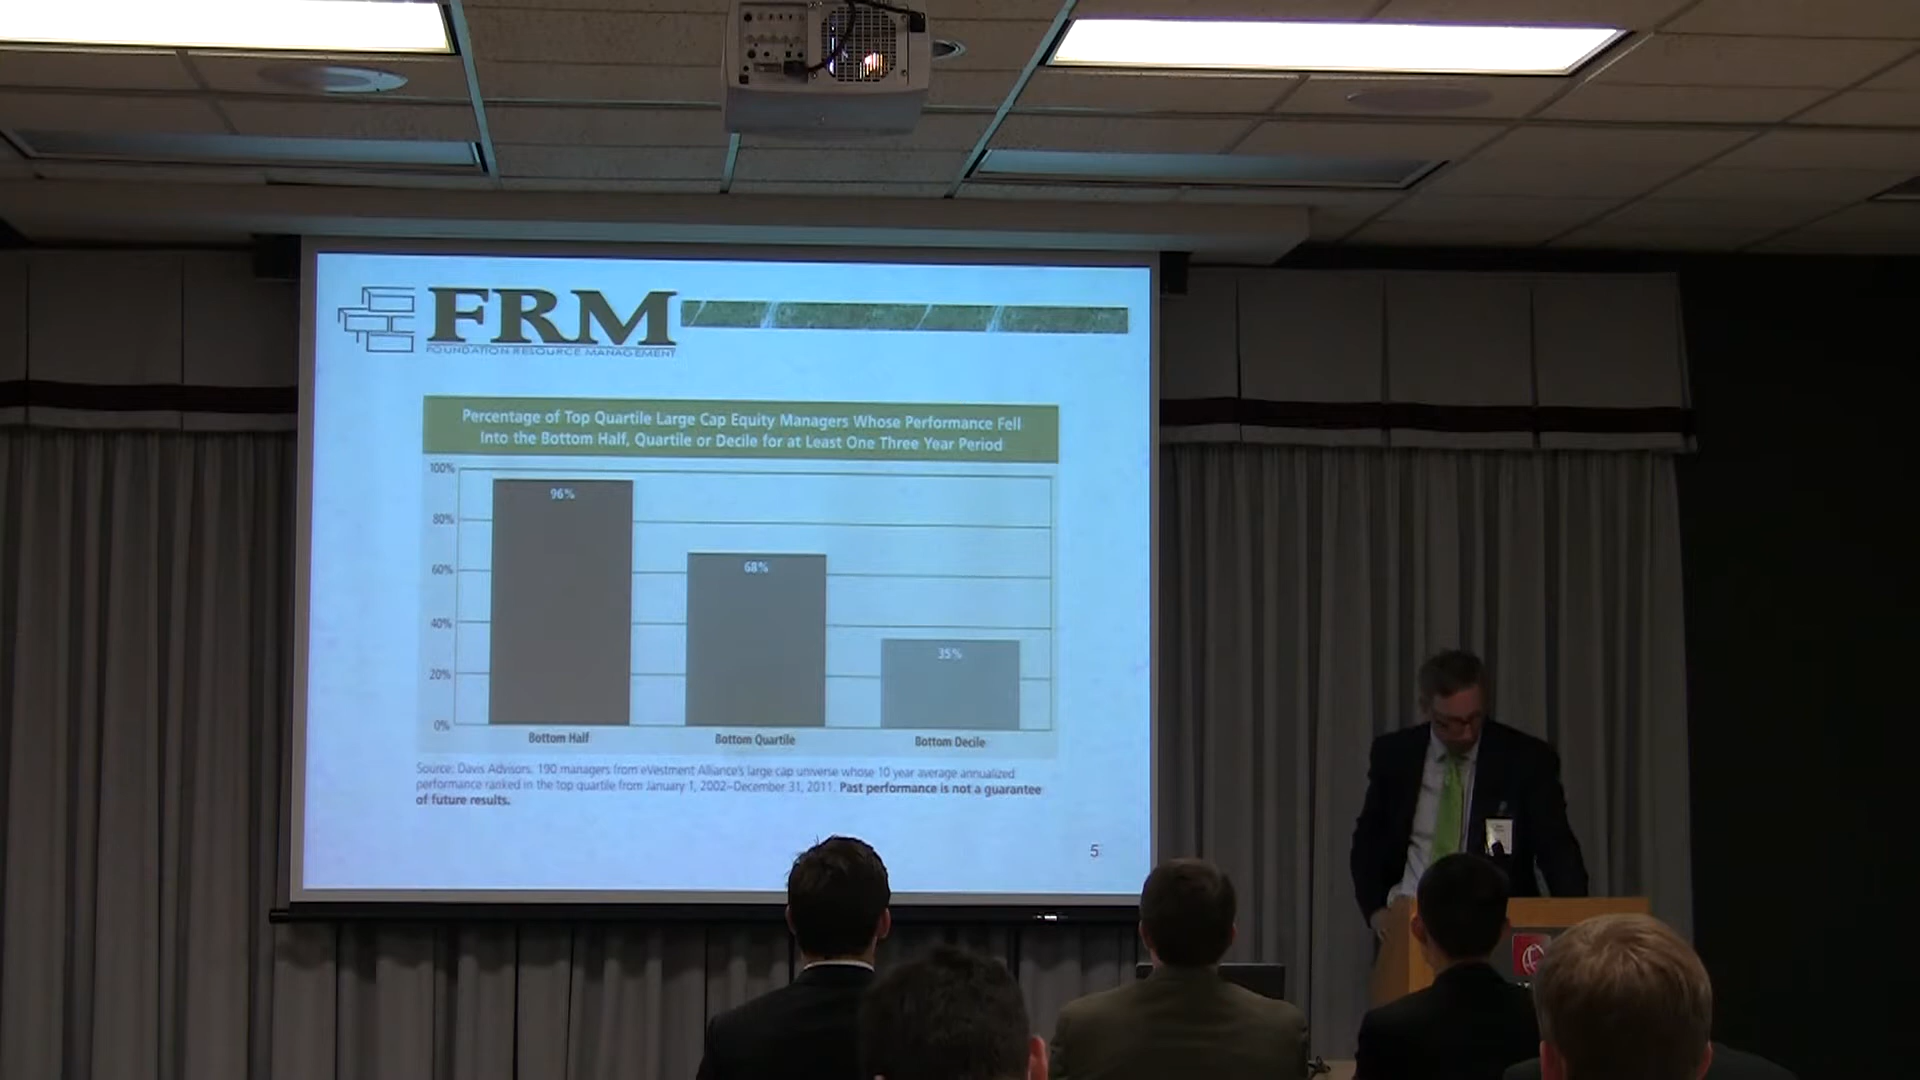 FRM
FOUNDATION RESOURCE MANAGEMENT
Percentage of Top Quartile Large Cap Equity Managers Whose Performance Fell
Into the Bottom Half, Quartile or Decile for at Least One Three Year Period
100%
96%
80%
68%
60%
40%
35%
20%
0%
Bottom Half
Bottom Quartile
Bottom Decile
Source: Davis Advisors. 190 managers from eVestment Alliance's large cap universe whose 10 year average annualized
performance ranked in the top quartile from January 1, 2002–December 31, 2011. Past performance is not a guarantee
of future results.
5